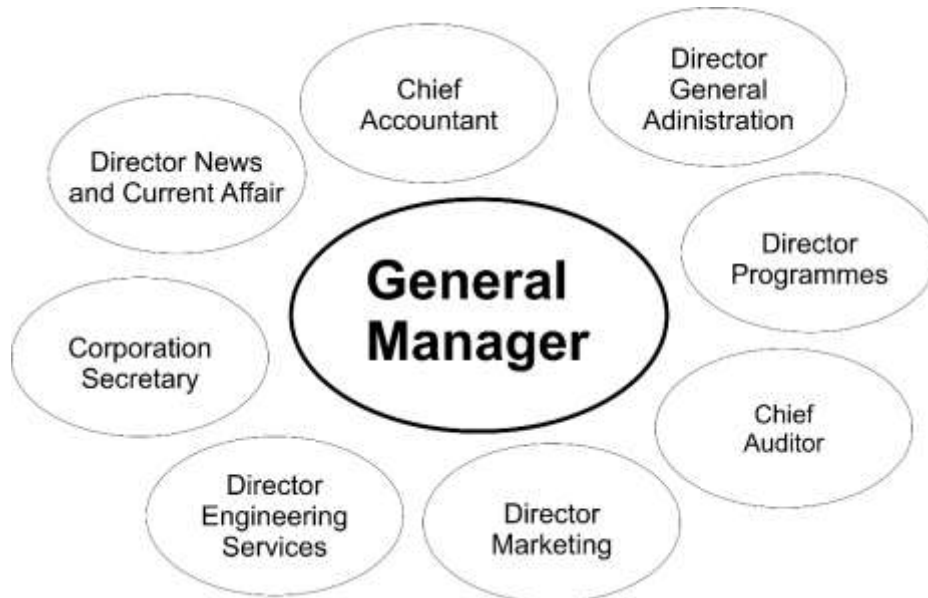 Chief
Accountant
Director
General
Adinistration
Director News
and Current Affair
General
Manager
Director
Programmes
Corporation
Secretary
Chief
Auditor
Director
Engineering
Services
Director
Marketing